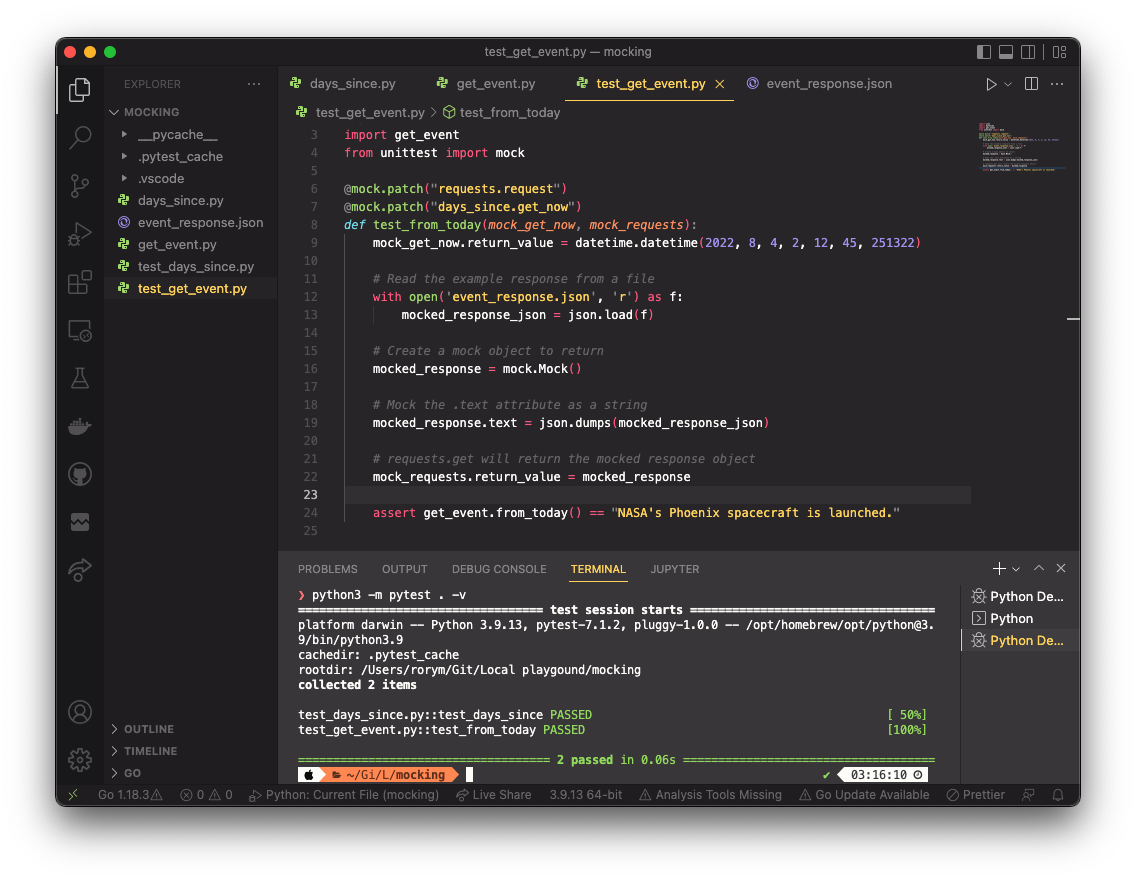 test_get_event.py — mocking
EXPLORER
MOCKING
__pycache__
.pytest_cache
.vscode
days_since.py
event_response.json
get_event.py
test_days_since.py
test_get_event.py
OUTLINE
TIMELINE
GO
days_since.py get_event.py test_get_event.py event_response.json
test_get_event.py > test_from_today
3 import get_event
4 from unittest import mock
5
6 @mock.patch("requests.request")
7 @mock.patch("days_since.get_now")
8 def test_from_today(mock_get_now, mock_requests):
9 mock_get_now.return_value = datetime.datetime(2022, 8, 4, 2, 12, 45, 251322)
10
11 # Read the example response from a file
12 with open('event_response.json', 'r') as f:
13 mocked_response_json = json.load(f)
14
15 # Create a mock object to return
16 mocked_response = mock.Mock()
17
18 # Mock the .text attribute as a string
19 mocked_response.text = json.dumps(mocked_response_json)
20
21 # requests.get will return the mocked response object
22 mock_requests.return_value = mocked_response
23
24 assert get_event.from_today() == "NASA's Phoenix spacecraft is launched."
25
PROBLEMS OUTPUT DEBUG CONSOLE TERMINAL JUPYTER
❯ python3 -m pytest . -v
================================== test session starts ==================================
platform darwin -- Python 3.9.13, pytest-7.1.2, pluggy-1.0.0 -- /opt/homebrew/opt/python@3.
9/bin/python3.9
cachedir: .pytest_cache
rootdir: /Users/rorym/Git/Local playgound/mocking
collected 2 items
test_days_since.py::test_days_since PASSED [ 50%]
test_get_event.py::test_from_today PASSED [100%]
=================================== 2 passed in 0.06s ===================================
~/Gi/L/mocking ✔ 03:16:10
Python De...
Python
Python De...
Go 1.18.3 0 0 Python: Current File (mocking) Live Share 3.9.13 64-bit Analysis Tools Missing Go Update Available Prettier